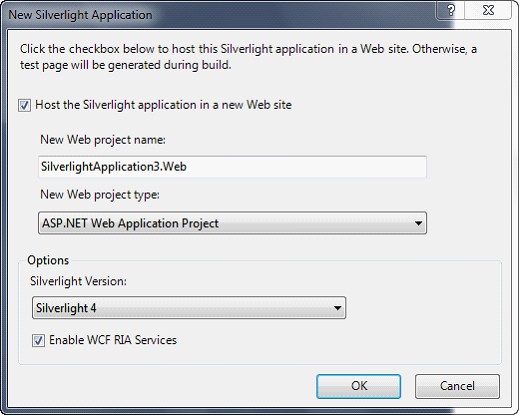 New Silverlight Application
Click the checkbox below to host this Silverlight application in a Web site. Otherwise, a
test page will be generated during build.
Host the Silverlight application in a new Web site
New Web project name:
SilverlightApplication3.Web
New Web project type:
ASP.NET Web Application Project
Options
Silverlight Version:
Silverlight 4
Enable WCF RIA Services
OK
Cancel